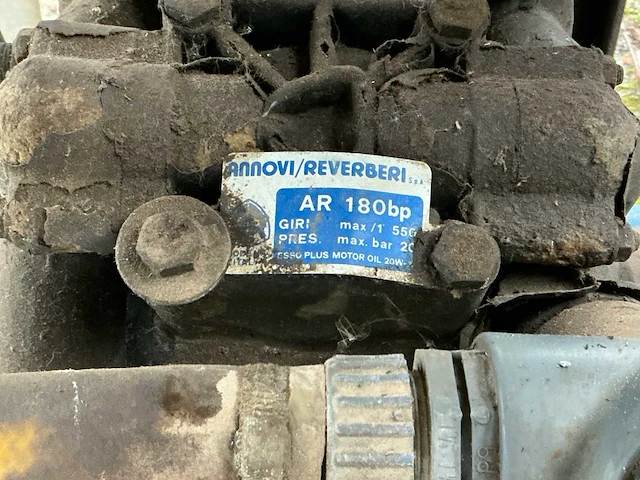 ANNOVI/REVERBERI S.p.A.
AR 180bp
GIRI max/1' 550
PRES. max. bar 20
ESSO PLUS MOTOR OIL 20W-